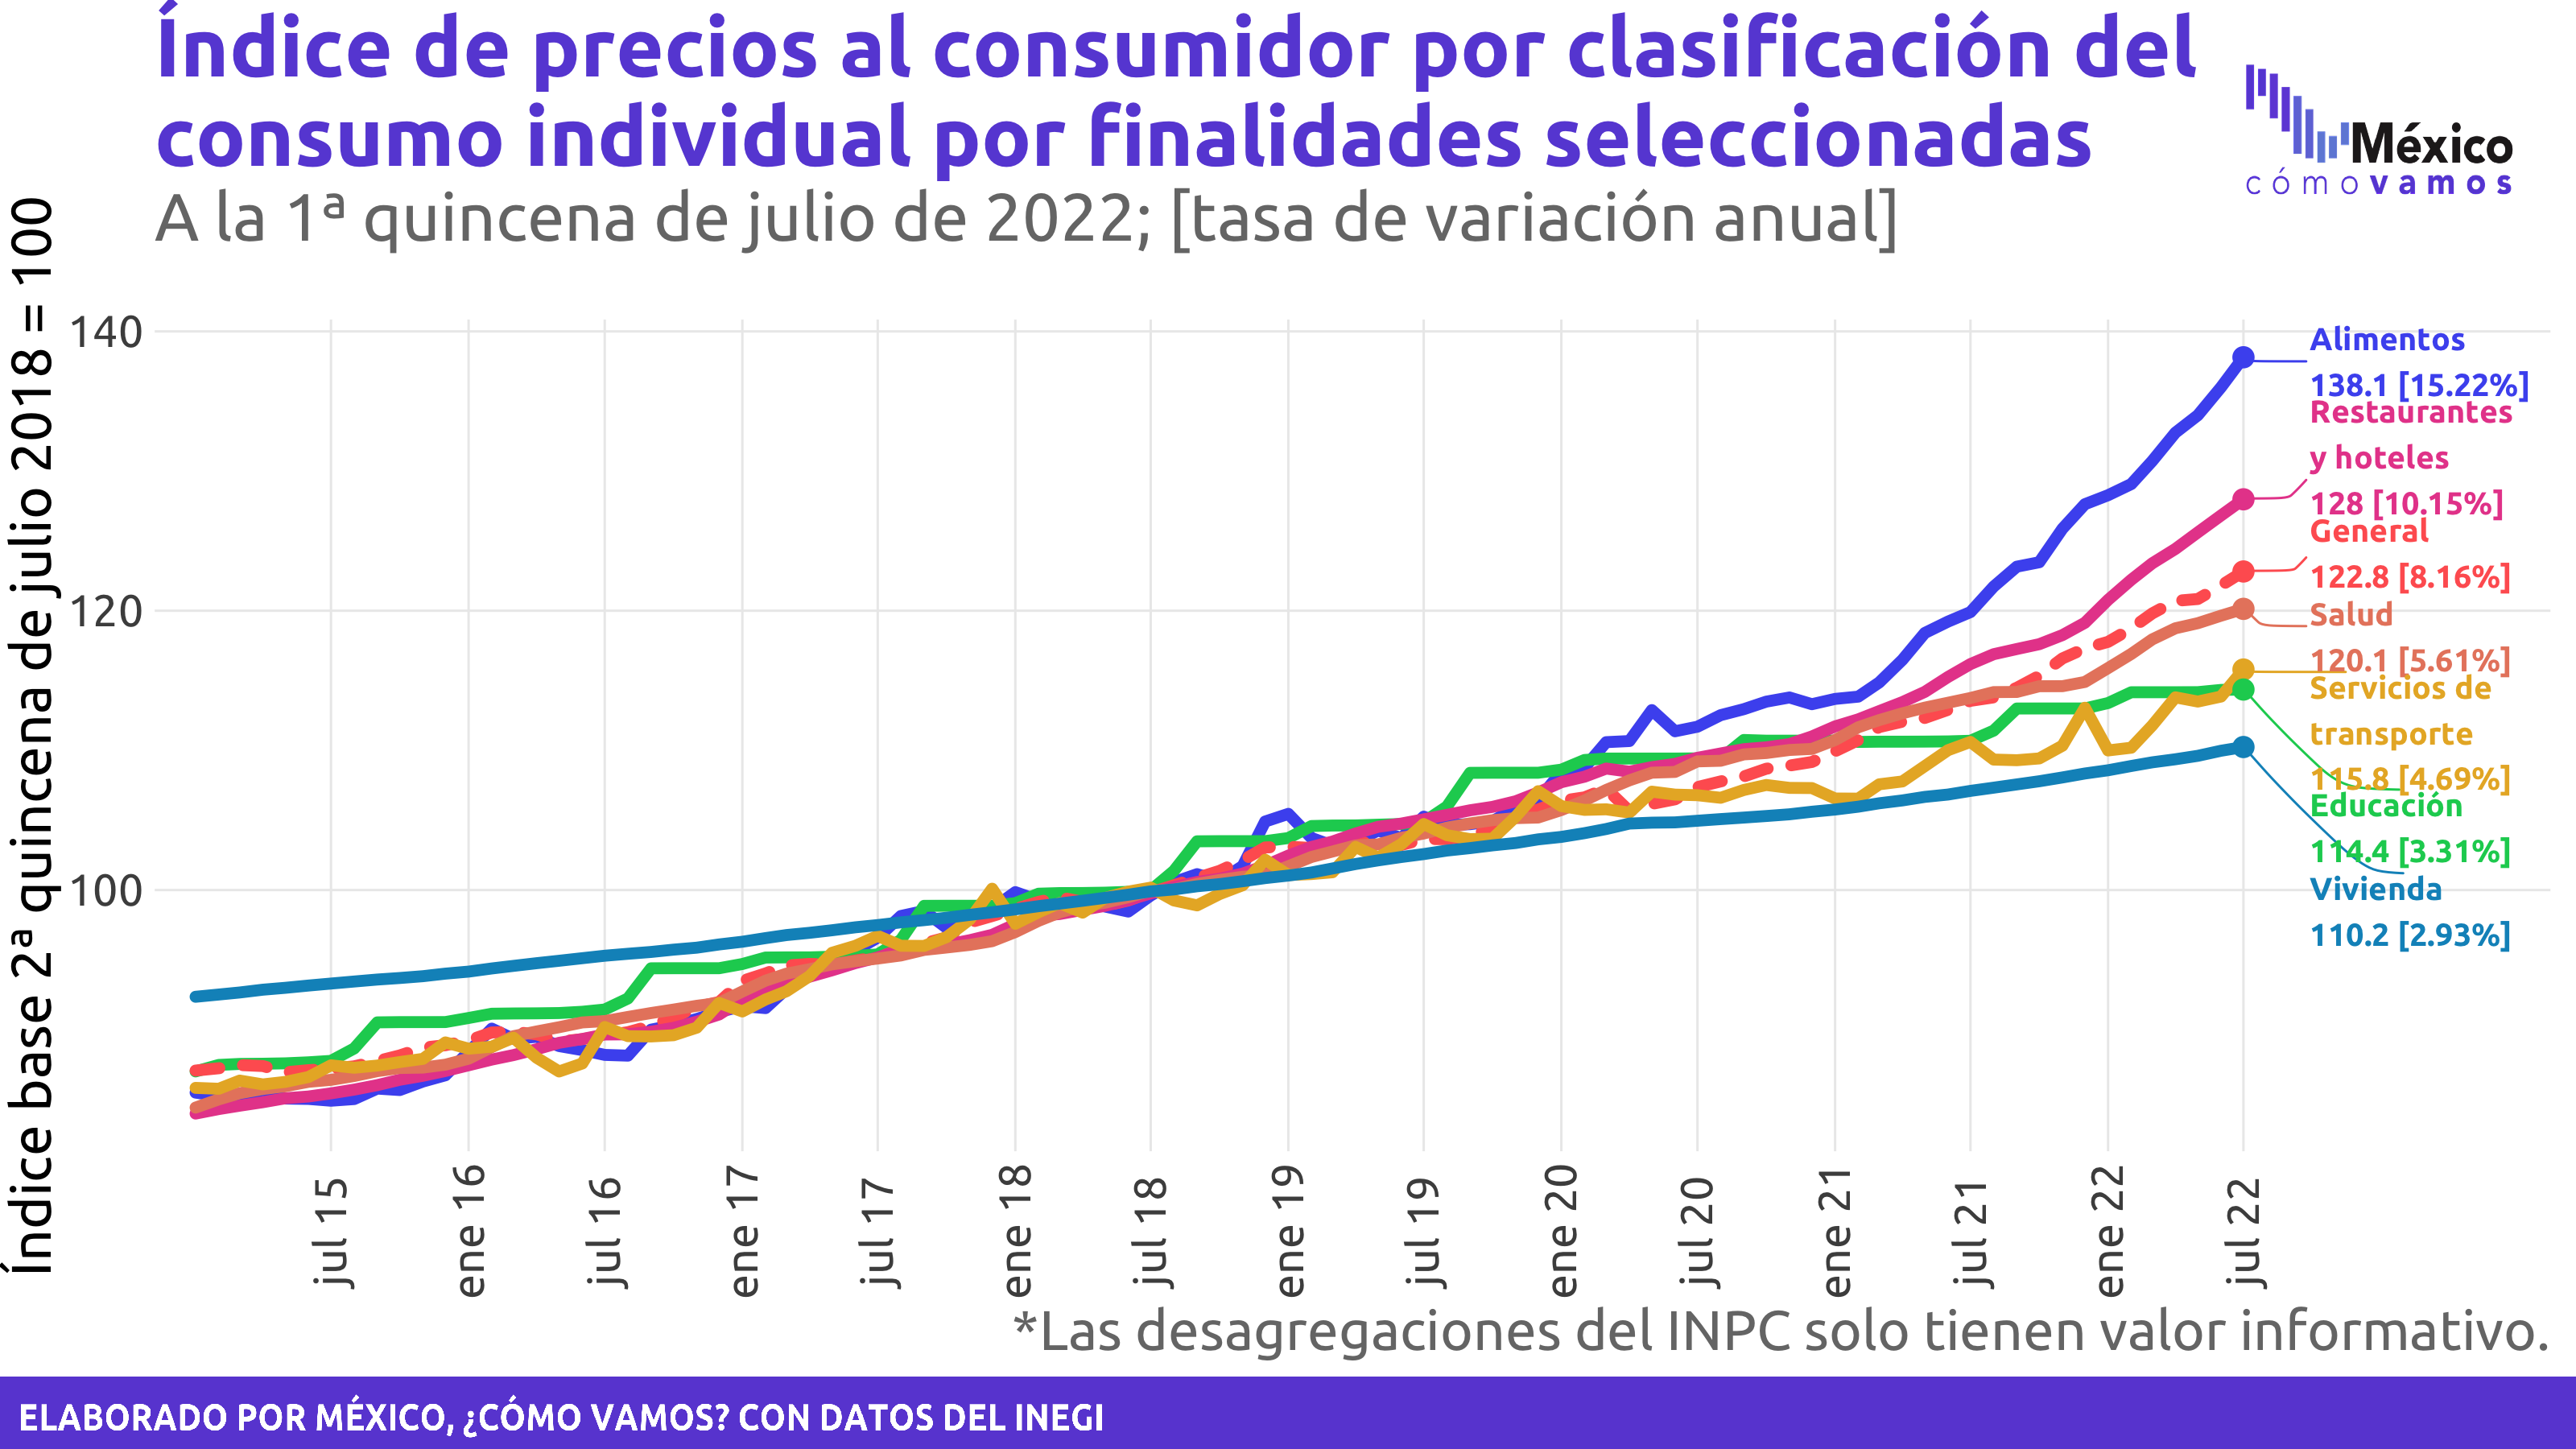 Índice de precios al consumidor por clasificación del
consumo individual por finalidades seleccionadas
A la 1ª quincena de julio de 2022; [tasa de variación anual]
México
cómo vamos
Índice base 2ª quincena de julio 2018 = 100
140
120
100
Alimentos
138.1 [15.22%]
Restaurantes
y hoteles
128 [10.15%]
General
122.8 [8.16%]
Salud
120.1 [5.61%]
Servicios de
transporte
115.8 [4.69%]
Educación
114.4 [3.31%]
Vivienda
110.2 [2.93%]
jul 15
ene 16
jul 16
ene 17
jul 17
ene 18
jul 18
ene 19
jul 19
ene 20
jul 20
ene 21
jul 21
ene 22
jul 22
*Las desagregaciones del INPC solo tienen valor informativo.
ELABORADO POR MÉXICO, ¿CÓMO VAMOS? CON DATOS DEL INEGI